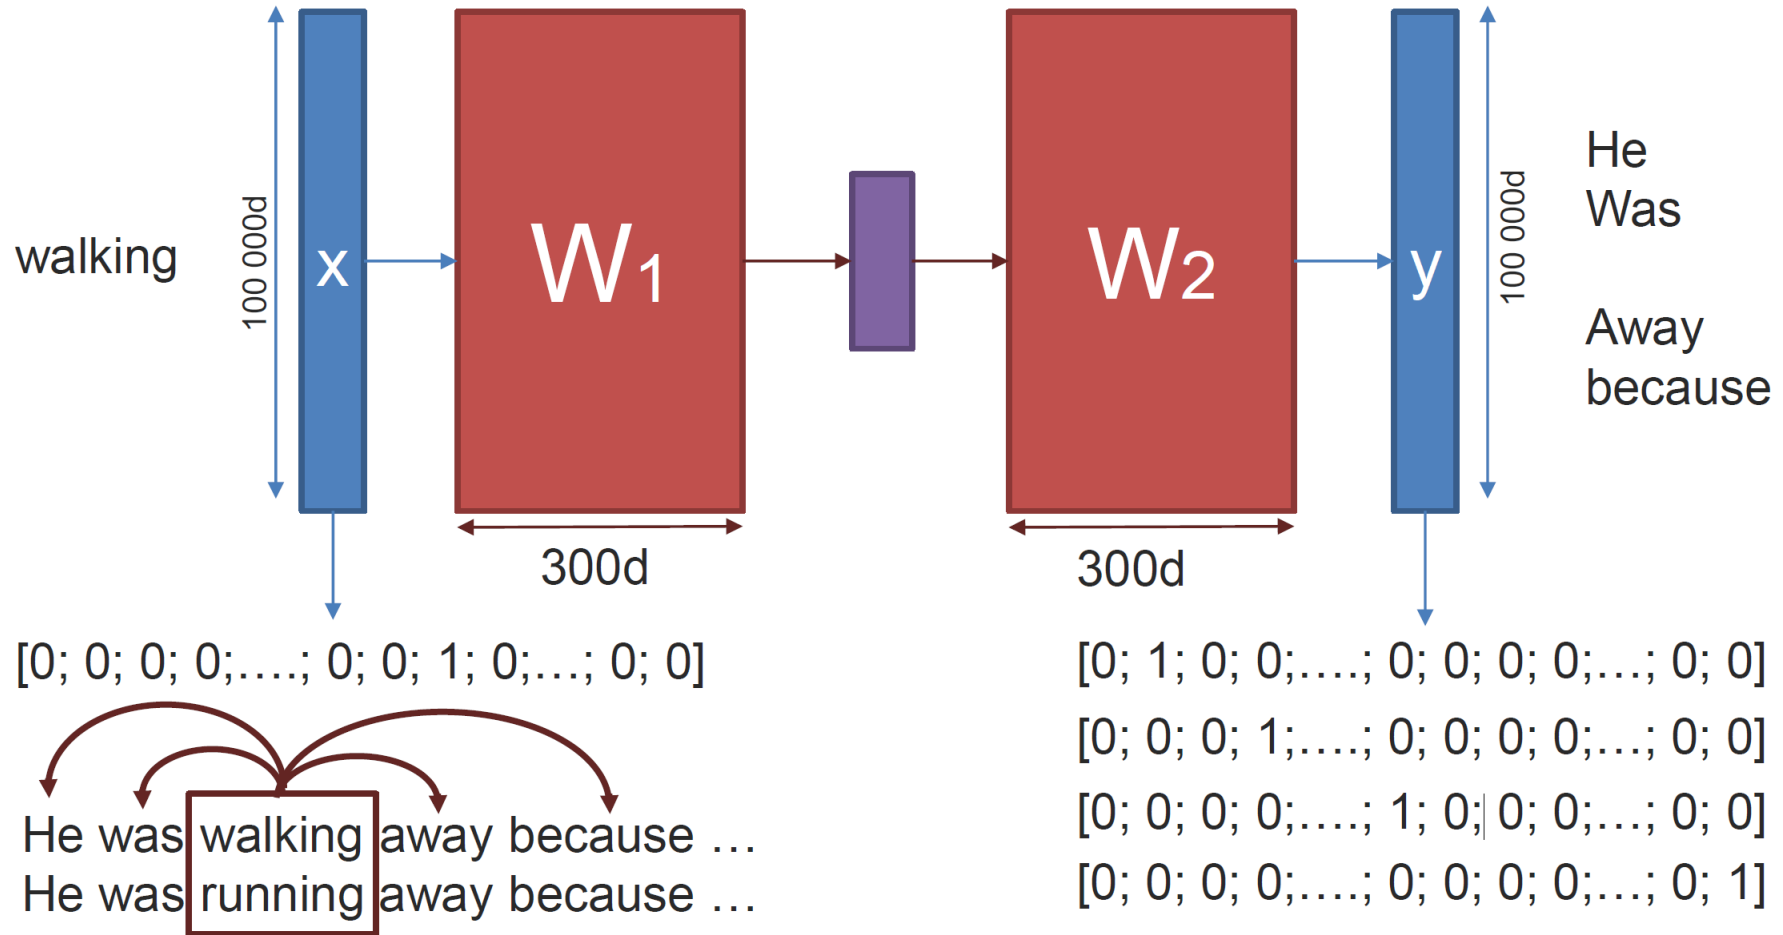 walking
100 000d
x
W1
W2
y
100 000d
He
Was
Away
because
300d
300d
[0; 0; 0; 0;....; 0; 0; 1; 0;...; 0; 0]
He was walking away because ...
He was running away because ...
[0; 1; 0; 0;....; 0; 0; 0; 0;...; 0; 0]
[0; 0; 0; 1;....; 0; 0; 0; 0;...; 0; 0]
[0; 0; 0; 0;....; 1; 0; 0; 0;...; 0; 0]
[0; 0; 0; 0;....; 0; 0; 0; 0;...; 0; 1]